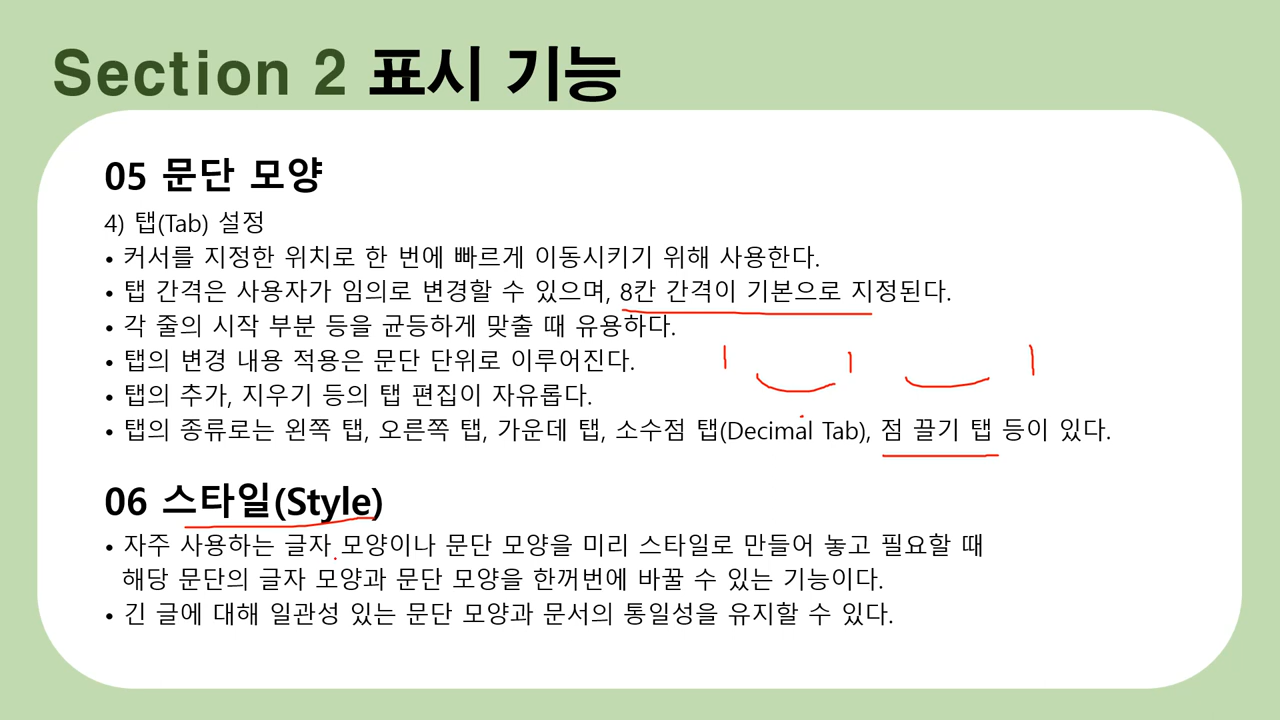 Section 2 표시 기능
05 문단 모양
4) 탭(Tab) 설정
• 커서를 지정한 위치로 한 번에 빠르게 이동시키기 위해 사용한다.
• 탭 간격은 사용자가 임의로 변경할 수 있으며, 8칸 간격이 기본으로 지정된다.
• 각 줄의 시작 부분 등을 균등하게 맞출 때 유용하다.
• 탭의 변경 내용 적용은 문단 단위로 이루어진다.
• 탭의 추가, 지우기 등의 탭 편집이 자유롭다.
• 탭의 종류로는 왼쪽 탭, 오른쪽 탭, 가운데 탭, 소수점 탭(Decimal Tab), 점 끌기 탭 등이 있다.
06 스타일(Style)
• 자주 사용하는 글자 모양이나 문단 모양을 미리 스타일로 만들어 놓고 필요할 때
해당 문단의 글자 모양과 문단 모양을 한꺼번에 바꿀 수 있는 기능이다.
• 긴 글에 대해 일관성 있는 문단 모양과 문서의 통일성을 유지할 수 있다.